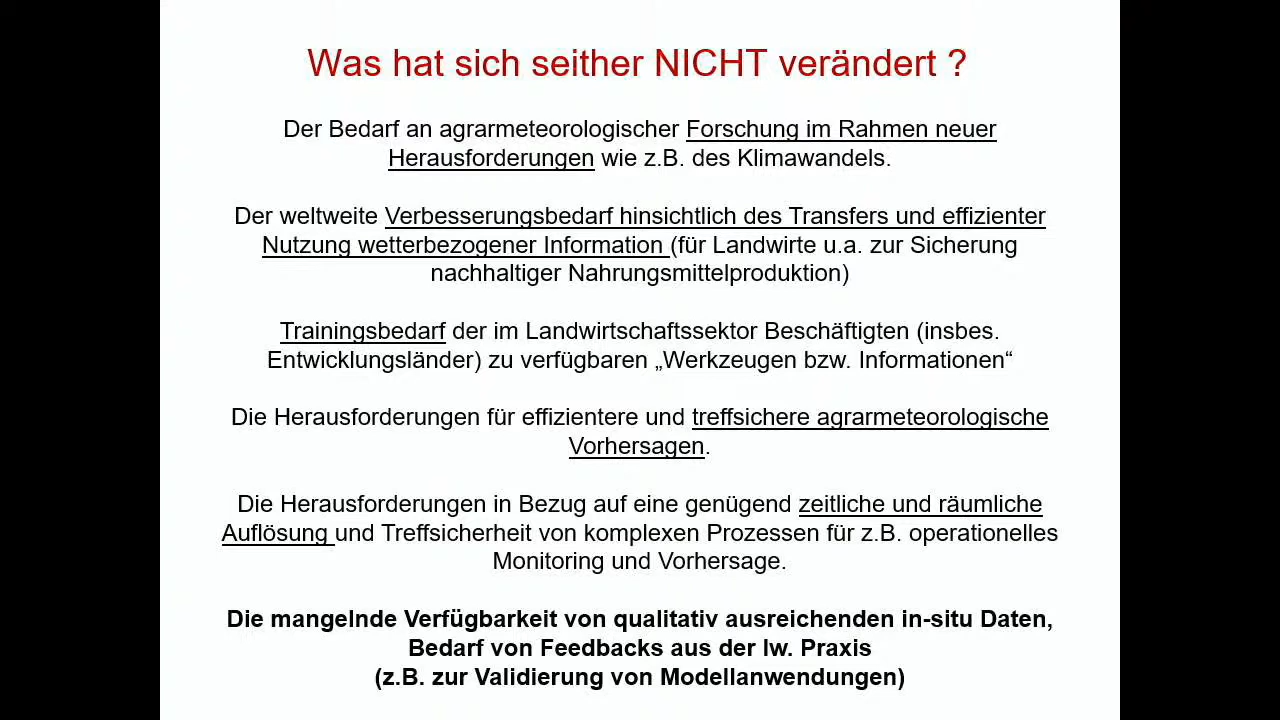 Was hat sich seither NICHT verändert ?
Der Bedarf an agrarmeteorologischer Forschung im Rahmen neuer
Herausforderungen wie z.B. des Klimawandels.
Der weltweite Verbesserungsbedarf hinsichtlich des Transfers und effizienter
Nutzung wetterbezogener Information (für Landwirte u.a. zur Sicherung
nachhaltiger Nahrungsmittelproduktion)
Trainingsbedarf der im Landwirtschaftssektor Beschäftigten (insbes.
Entwicklungsländer) zu verfügbaren „Werkzeugen bzw. Informationen“
Die Herausforderungen für effizientere und treffsichere agrarmeteorologische
Vorhersagen.
Die Herausforderungen in Bezug auf eine genügend zeitliche und räumliche
Auflösung und Treffsicherheit von komplexen Prozessen für z.B. operationelles
Monitoring und Vorhersage.
Die mangelnde Verfügbarkeit von qualitativ ausreichenden in-situ Daten,
Bedarf von Feedbacks aus der lw. Praxis
(z.B. zur Validierung von Modellanwendungen)